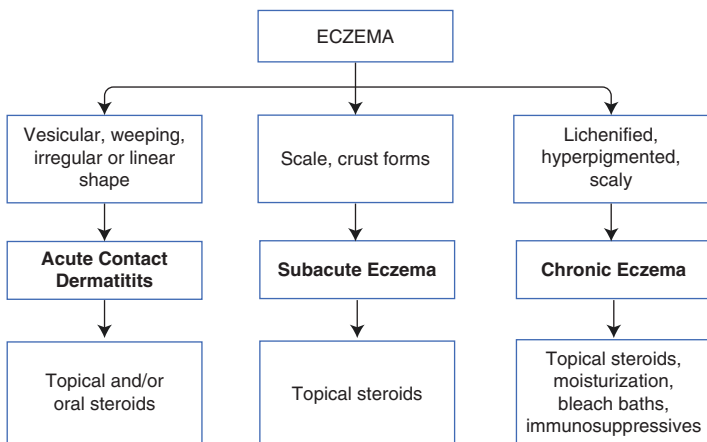 ECZEMA
Vesicular, weeping,
irregular or linear
shape
Scale, crust forms
Lichenified,
hyperpigmented,
scaly
Acute Contact
Dermatitits
Subacute Eczema
Chronic Eczema
Topical and/or
oral steroids
Topical steroids
Topical steroids,
moisturization,
bleach baths,
immunosuppressives